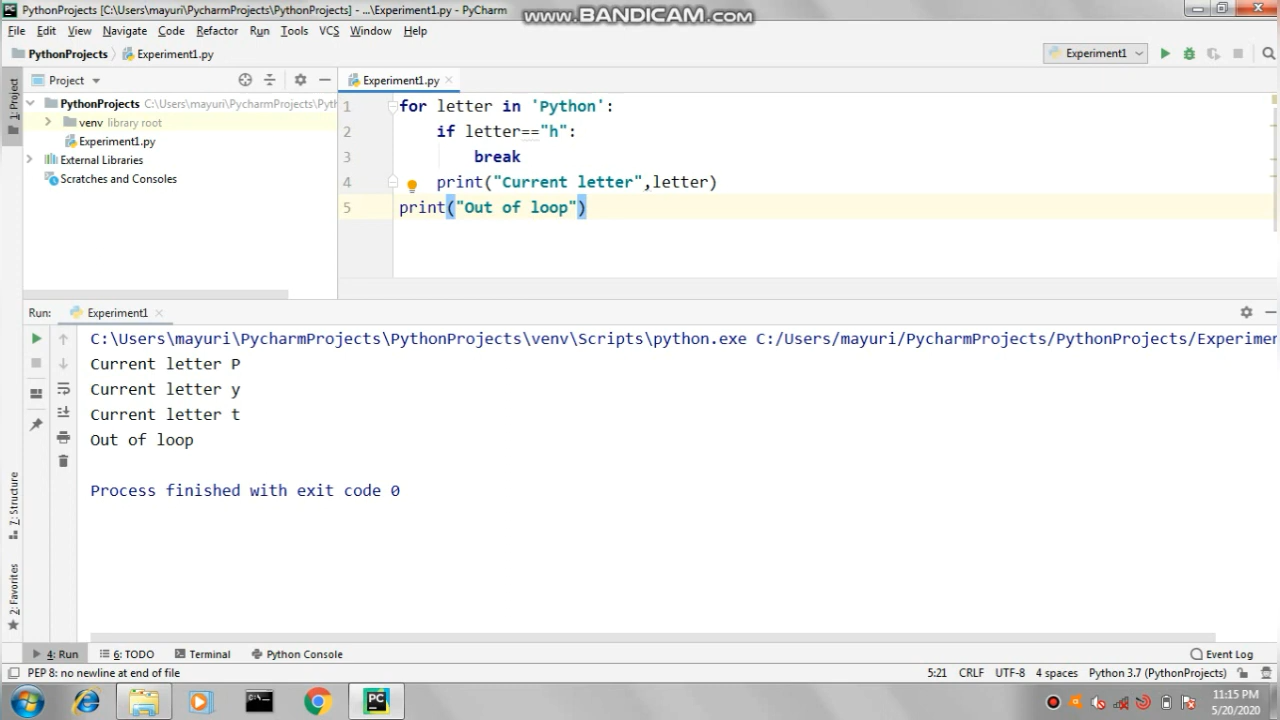 PythonProjects [C:\Users\mayuri\PycharmProjects\PythonProjects] - ...\Experiment1.py - PyCharm
www.BANDICAM.com
File Edit View Navigate Code Refactor Run Tools VCS Window Help
PythonProjects Experiment1.py
Experiment1
1: Project
Project
Experiment1.py
PythonProjects C:\Users\mayuri\PycharmProjects\Pyth
venv library root
Experiment1.py
External Libraries
Scratches and Consoles
1 for letter in 'Python':
2 if letter=="h":
3 break
4 print("Current letter",letter)
5 print("Out of loop")
Run: Experiment1
C:\Users\mayuri\PycharmProjects\PythonProjects\venv\Scripts\python.exe C:/Users/mayuri/PycharmProjects/PythonProjects/Experimen
Current letter P
Current letter y
Current letter t
Out of loop
Process finished with exit code 0
7: Structure
2: Favorites
4: Run 6: TODO Terminal Python Console Event Log
PEP 8: no newline at end of file 5:21 CRLF UTF-8 4 spaces Python 3.7 (PythonProjects)
PC
11:15 PM
5/20/2020